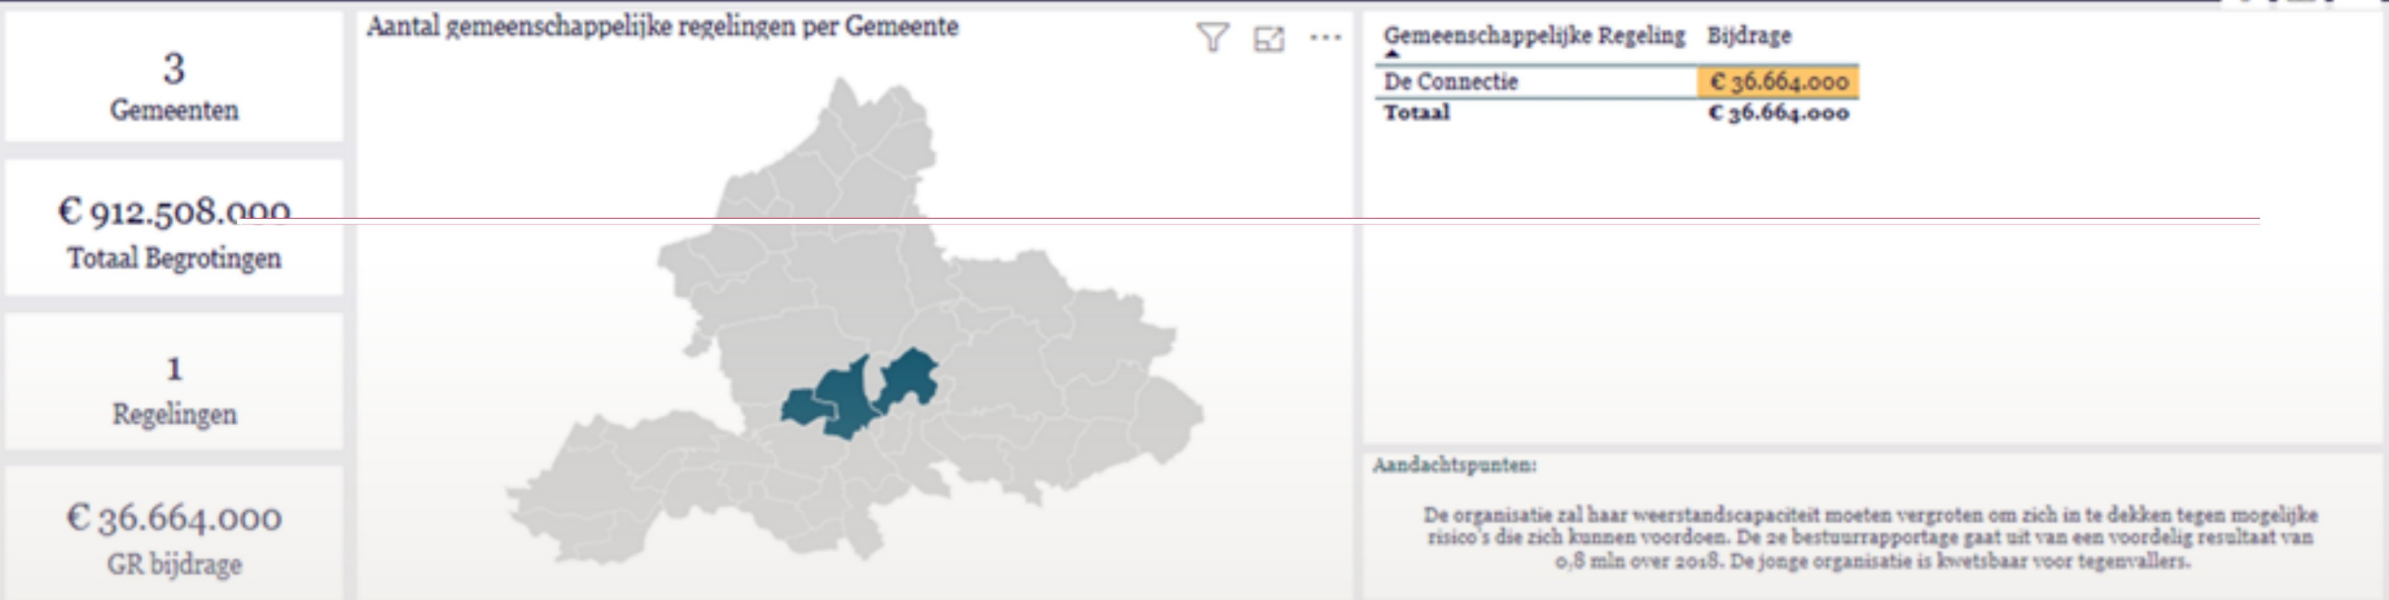 3
Gemeenten
€ 912.508.000
Totaal Begrotingen
1
Regelingen
€ 36.664.000
GR bijdrage
Aantal gemeenschappelijke regelingen per Gemeente
Gemeenschappelijke Regeling Bijdrage
De Connectie € 36.664.000
Totaal € 36.664.000
Aandachtspunten:
De organisatie zal haar weerstandscapaciteit moeten vergroten om zich in te dekken tegen mogelijke
risico's die zich kunnen voordoen. De 2e bestuurrapportage gaat uit van een voordelig resultaat van
0,8 mln over 2018. De jonge organisatie is kwetsbaar voor tegenvallers.